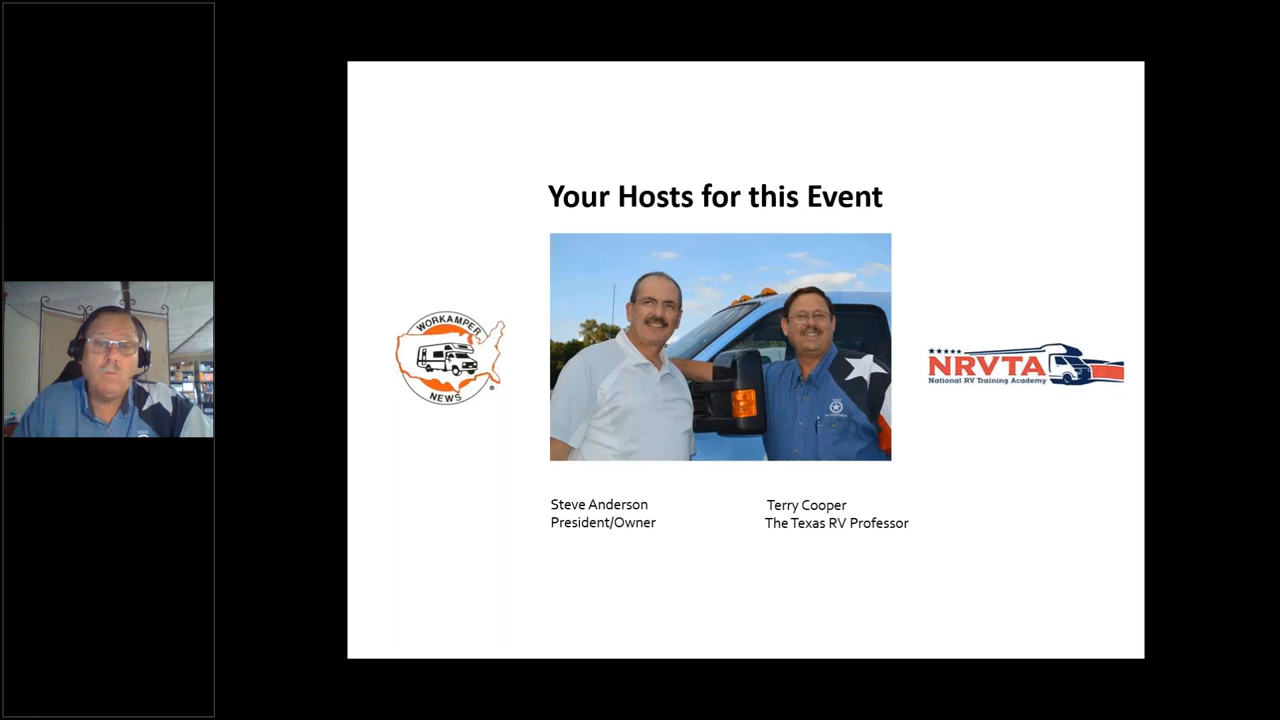 Your Hosts for this Event
WORKAMPER
NEWS
NRVTA
National RV Training Academy
Steve Anderson
President/Owner
Terry Cooper
The Texas RV Professor